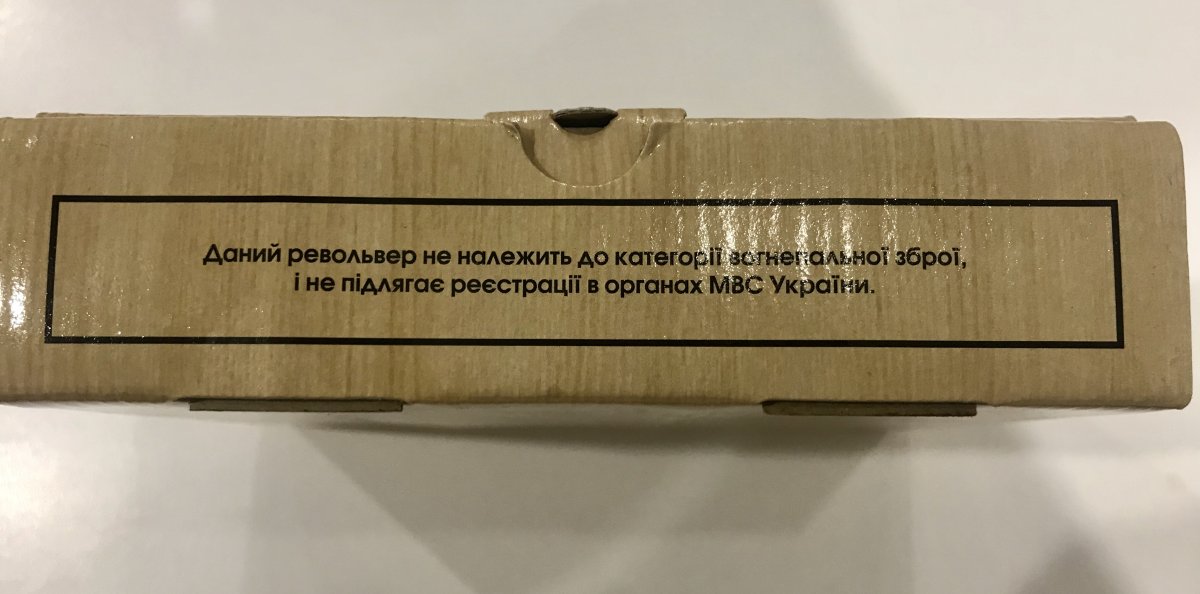 Даний револьвер не належить до категорії вогнепальної зброї,
і не підлягає реєстрації в органах МВС України.